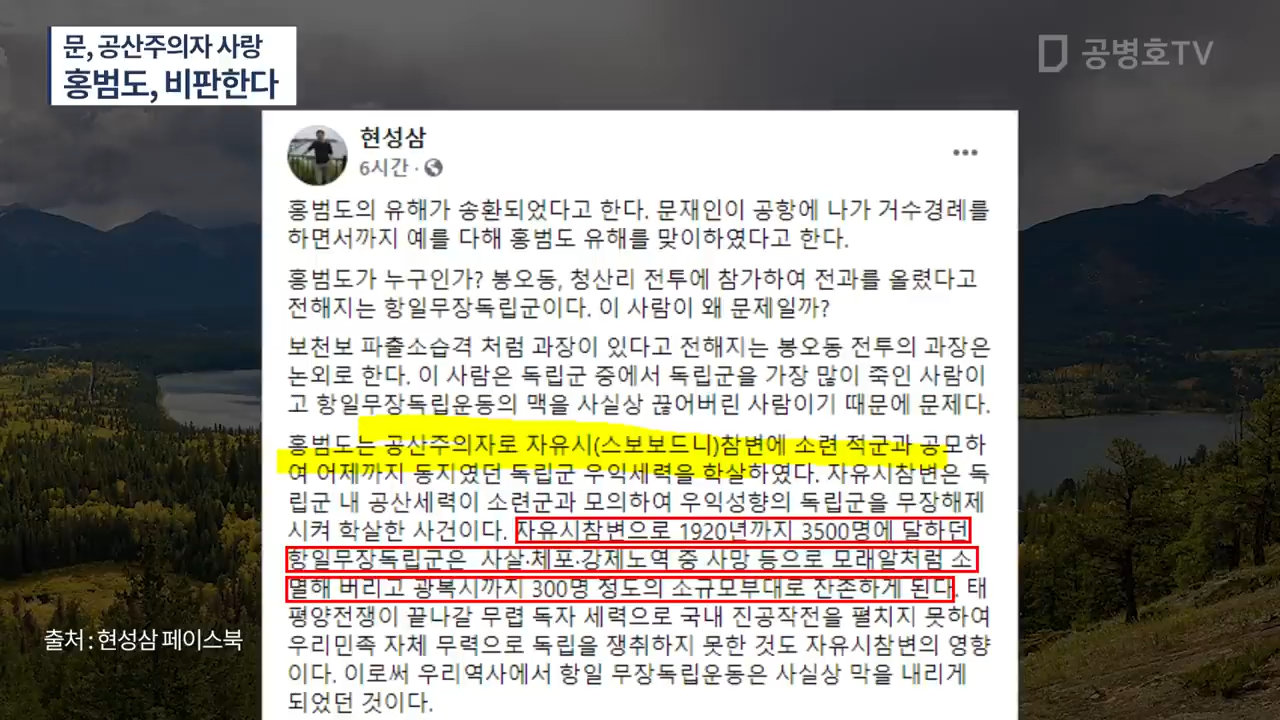 문, 공산주의자 사랑
홍범도, 비판한다
공병호TV
현성삼
6시간 ·
홍범도의 유해가 송환되었다고 한다. 문재인이 공항에 나가 거수경례를
하면서까지 예를 다해 홍범도 유해를 맞이하였다고 한다.
홍범도가 누구인가? 봉오동, 청산리 전투에 참가하여 전과를 올렸다고
전해지는 항일무장독립군이다. 이 사람이 왜 문제일까?
보천보 파출소습격 처럼 과장이 있다고 전해지는 봉오동 전투의 과장은
논외로 한다. 이 사람은 독립군 중에서 독립군을 가장 많이 죽인 사람이
고 항일무장독립운동의 맥을 사실상 끊어버린 사람이기 때문에 문제다.
홍범도는 공산주의자로 자유시(스보보드니)참변에 소련 적군과 공모하
여 어제까지 동지였던 독립군 우익세력을 학살하였다. 자유시참변은 독
립군 내 공산세력이 소련군과 모의하여 우익성향의 독립군을 무장해제
시켜 학살한 사건이다. 자유시참변으로 1920년까지 3500명에 달하던
항일무장독립군은 사살·체포·강제노역 중 사망 등으로 모래알처럼 소
멸해 버리고 광복시까지 300명 정도의 소규모부대로 잔존하게 된다. 태
평양전쟁이 끝나갈 무렵 독자 세력으로 국내 진공작전을 펼치지 못하여
우리민족 자체 무력으로 독립을 쟁취하지 못한 것도 자유시참변의 영향
이다. 이로써 우리역사에서 항일 무장독립운동은 사실상 막을 내리게
되었던 것이다.
출처 : 현성삼 페이스북